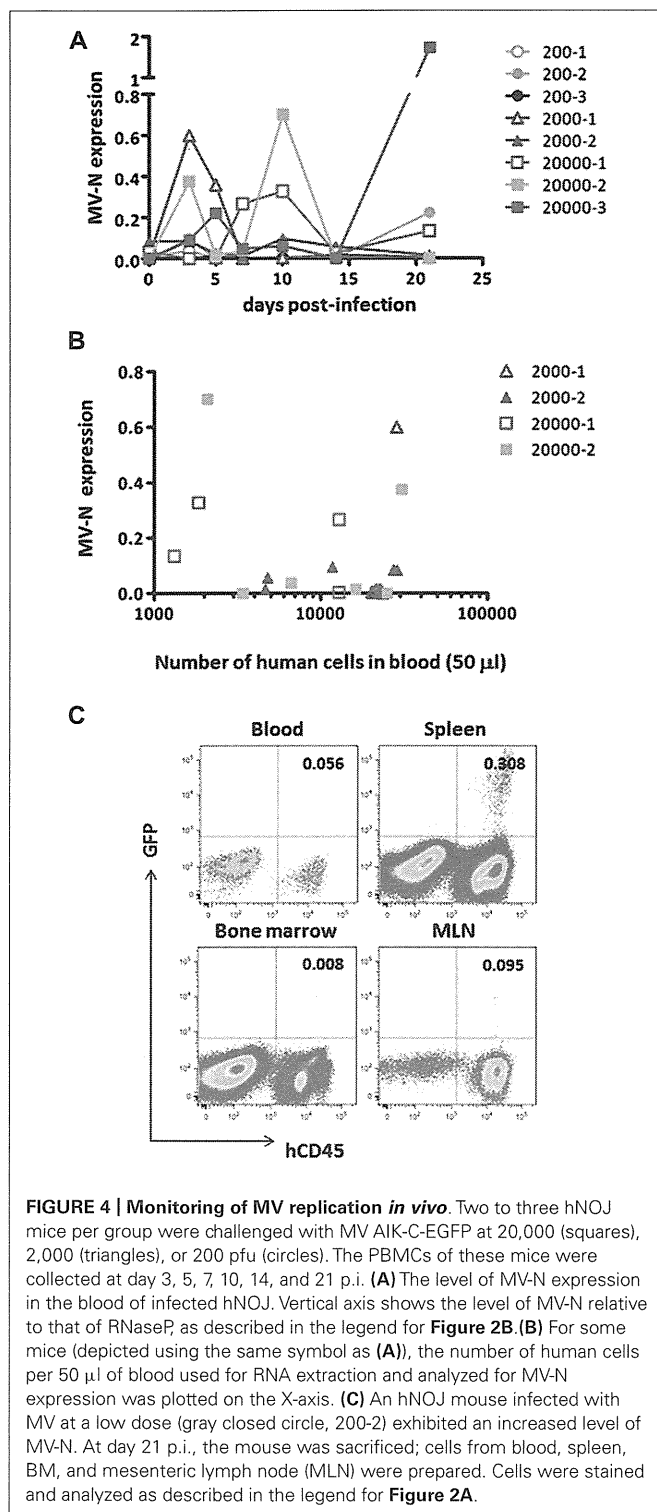 A
MV-N expression
2
1
0.8
0.6
0.4
0.2
0.0
0 5 10 15 20 25
days post-infection
200-1
200-2
200-3
2000-1
2000-2
20000-1
20000-2
20000-3
B
MV-N expression
0.8
0.6
0.4
0.2
0.0
1000 10000 100000
Number of human cells in blood (50 µl)
2000-1
2000-2
20000-1
20000-2
C
Blood Spleen
0.056 0.308
Bone marrow MLN
0.008 0.095
GFP
hCD45
FIGURE 4 | Monitoring of MV replication in vivo. Two to three hNOJ
mice per group were challenged with MV AIK-C-EGFP at 20,000 (squares),
2,000 (triangles), or 200 pfu (circles). The PBMCs of these mice were
collected at day 3, 5, 7, 10, 14, and 21 p.i. (A) The level of MV-N expression
in the blood of infected hNOJ. Vertical axis shows the level of MV-N relative
to that of RNaseP, as described in the legend for Figure 2B.(B) For some
mice (depicted using the same symbol as (A)), the number of human cells
per 50 µl of blood used for RNA extraction and analyzed for MV-N
expression was plotted on the X-axis. (C) An hNOJ mouse infected with
MV at a low dose (gray closed circle, 200-2) exhibited an increased level of
MV-N. At day 21 p.i., the mouse was sacrificed; cells from blood, spleen,
BM, and mesenteric lymph node (MLN) were prepared. Cells were stained
and analyzed as described in the legend for Figure 2A.